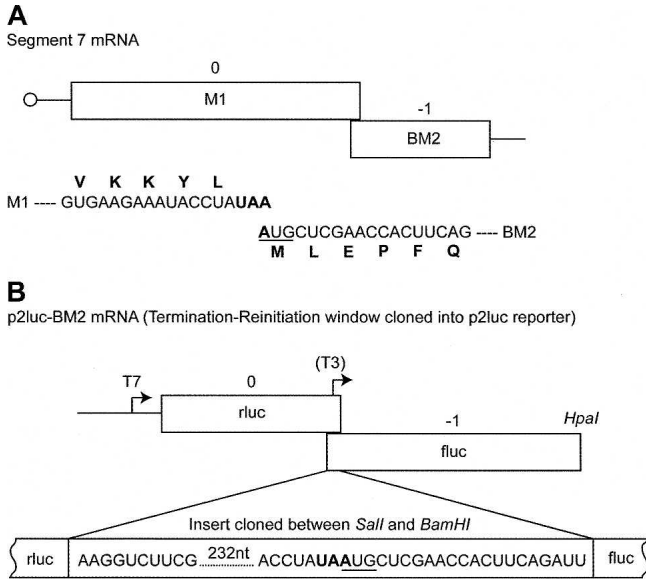 A
Segment 7 mRNA
0
M1
-1
BM2
V K K Y L
M1 ---- GUGAAGAAAUACCUAUAA
AUGCUCGAACCACUUCAG ---- BM2
M L E P F Q
B
p2luc-BM2 mRNA (Termination-Reinitiation window cloned into p2luc reporter)
T7
0
(T3)
rluc
-1
HpaI
fluc
Insert cloned between SalI and BamHI
rluc AAGGUCUUCG 232nt ACCUAUAAUGCUCGAACCACUUCAGAUU fluc